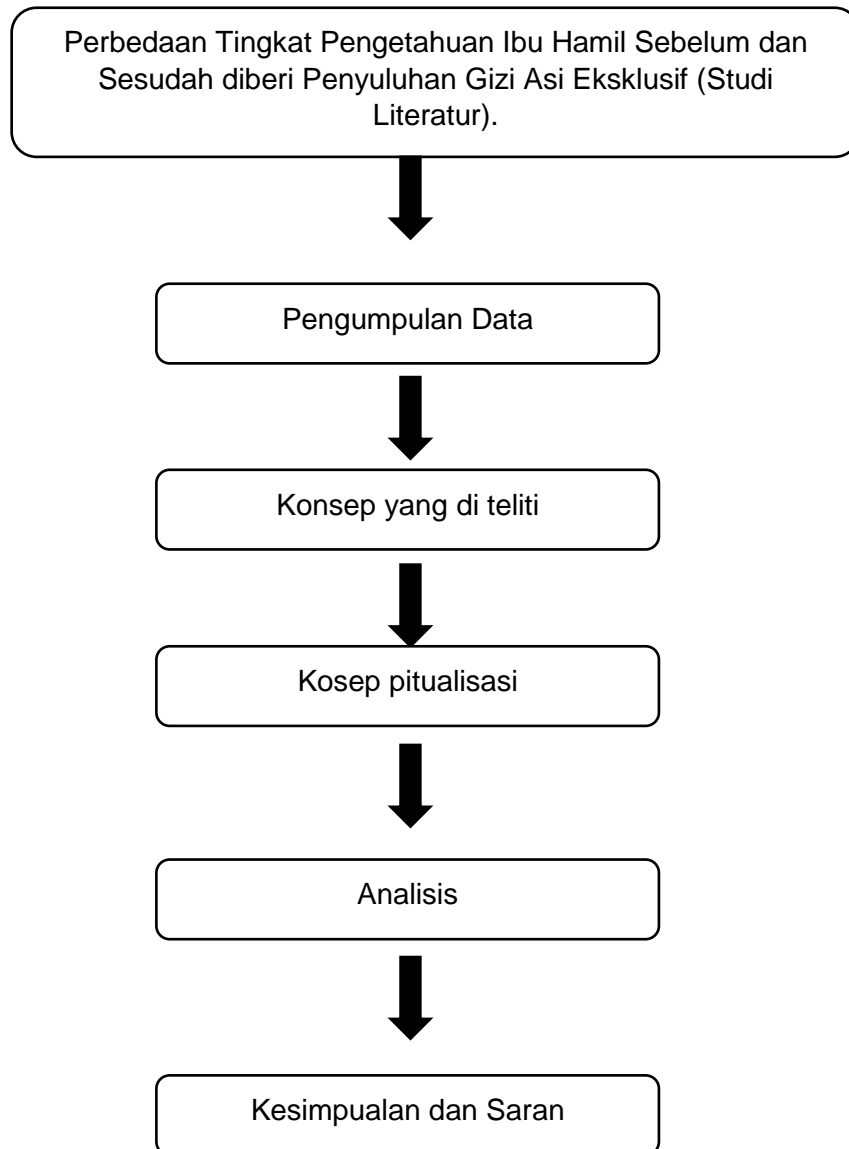 Perbedaan Tingkat Pengetahuan Ibu Hamil Sebelum dan
Sesudah diberi Penyuluhan Gizi Asi Eksklusif (Studi
Literatur).
Pengumpulan Data
Konsep yang di teliti
Kosep pitualisasi
Analisis
Kesimpualan dan Saran